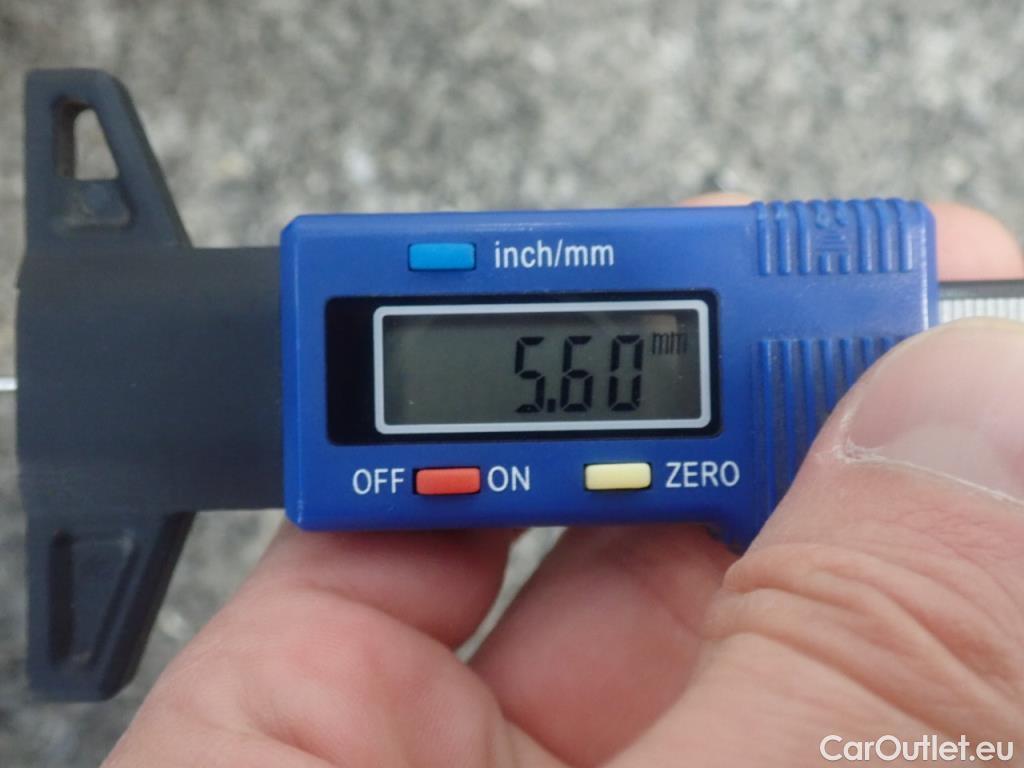 inch/mm
5.60 mm
OFF ON ZERO
CarOutlet.eu